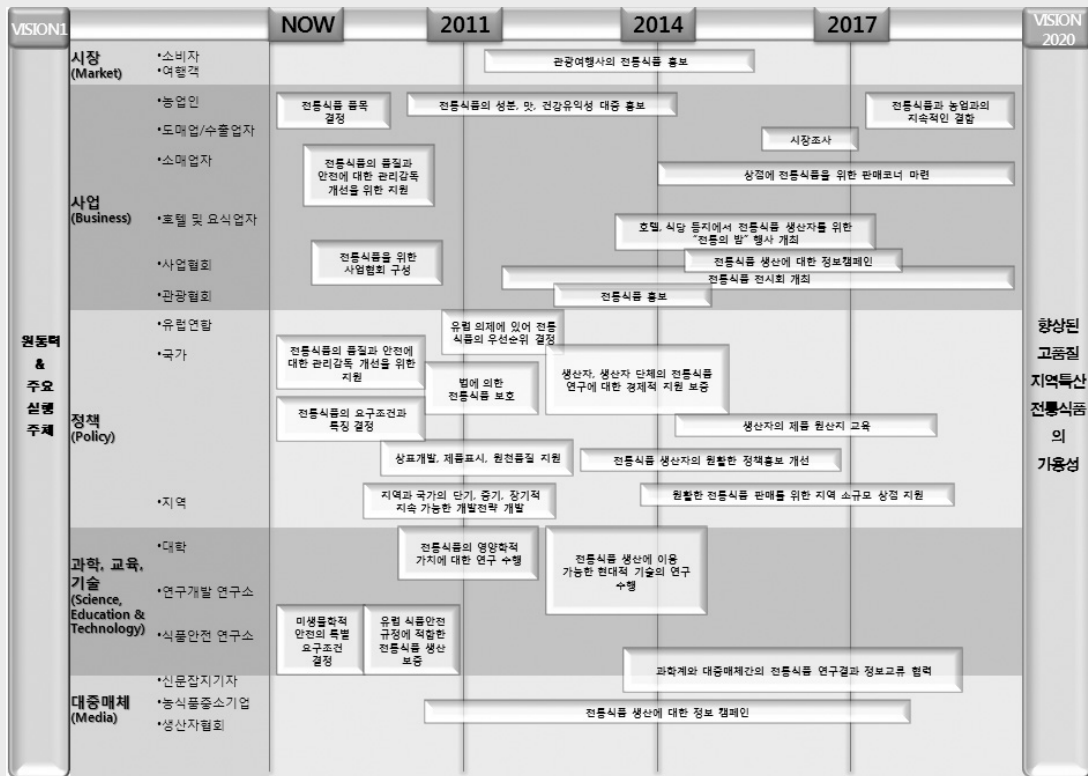 VISION1
NOW
2011
2014
2017
VISION
2020
원동력
&
주요
실행
주체
시장
(Market)
•소비자
•여행객
관광여행사의 전통식품 홍보
사업
(Business)
•농업인
•도매업/수출업자
•소매업자
•호텔 및 요식업자
•사업협회
•관광협회
전통식품 품목
결정
전통식품의 성분, 맛, 건강유익성 대중 홍보
전통식품과 농업과의
지속적인 결합
시장조사
전통식품의 품질과
안전에 대한 관리감독
개선을 위한 지원
상점에 전통식품을 위한 판매코너 마련
호텔, 식당 등지에서 전통식품 생산자를 위한
"전통의 밤" 행사 개최
전통식품을 위한
사업협회 구성
전통식품 생산에 대한 정보캠페인
전통식품 전시회 개최
전통식품 홍보
정책
(Policy)
•유럽연합
•국가
•지역
유럽 의제에 있어 전통
식품의 우선순위 결정
전통식품의 품질과 안전에
대한 관리감독 개선을 위한
지원
법에 의한
전통식품 보호
생산자, 생산자 단체의 전통식품
연구에 대한 경제적 지원 보증
전통식품의 요구조건과
특징 결정
생산자의 제품 원산지 교육
상표개발, 제품표시, 원천품질 지원
전통식품 생산자의 원활한 정책홍보 개선
지역과 국가의 단기, 중기, 장기적
지속 가능한 개발전략 개발
원활한 전통식품 판매를 위한 지역 소규모 상점 지원
과학, 교육,
기술
(Science,
Education &
Technology)
•대학
•연구개발 연구소
•식품안전 연구소
전통식품의 영양학적
가치에 대한 연구 수행
전통식품 생산에 이용
가능한 현대적 기술의 연구
수행
미생물학적
안전의 특별
요구조건
결정
유럽 식품안전
규정에 적합한
전통식품 생산
보증
과학계와 대중매체간의 전통식품 연구결과 정보교류 협력
대중매체
(Media)
•신문잡지기자
•농식품중소기업
•생산자협회
전통식품 생산에 대한 정보 캠페인
향상된
고품질
지역특산
전통식품
의
가용성